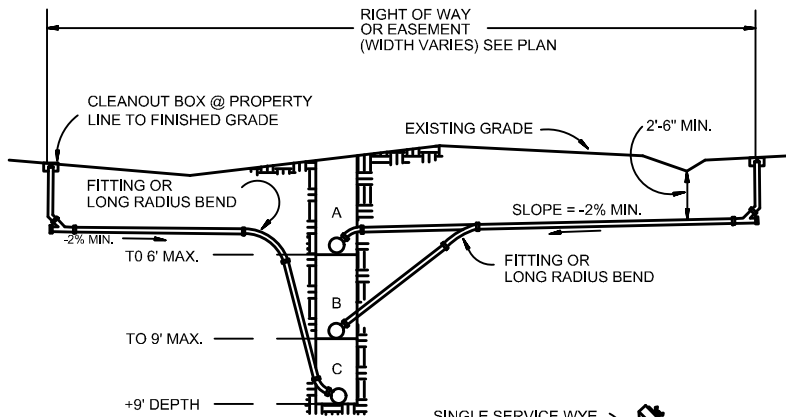 RIGHT OF WAY
OR EASEMENT
(WIDTH VARIES) SEE PLAN
CLEANOUT BOX @ PROPERTY
LINE TO FINISHED GRADE
EXISTING GRADE
2'-6" MIN.
FITTING OR
LONG RADIUS BEND
A
SLOPE = -2% MIN.
-2% MIN.
T0 6' MAX.
FITTING OR
LONG RADIUS BEND
B
TO 9' MAX.
C
+9' DEPTH
SINGLE SERVICE WYE